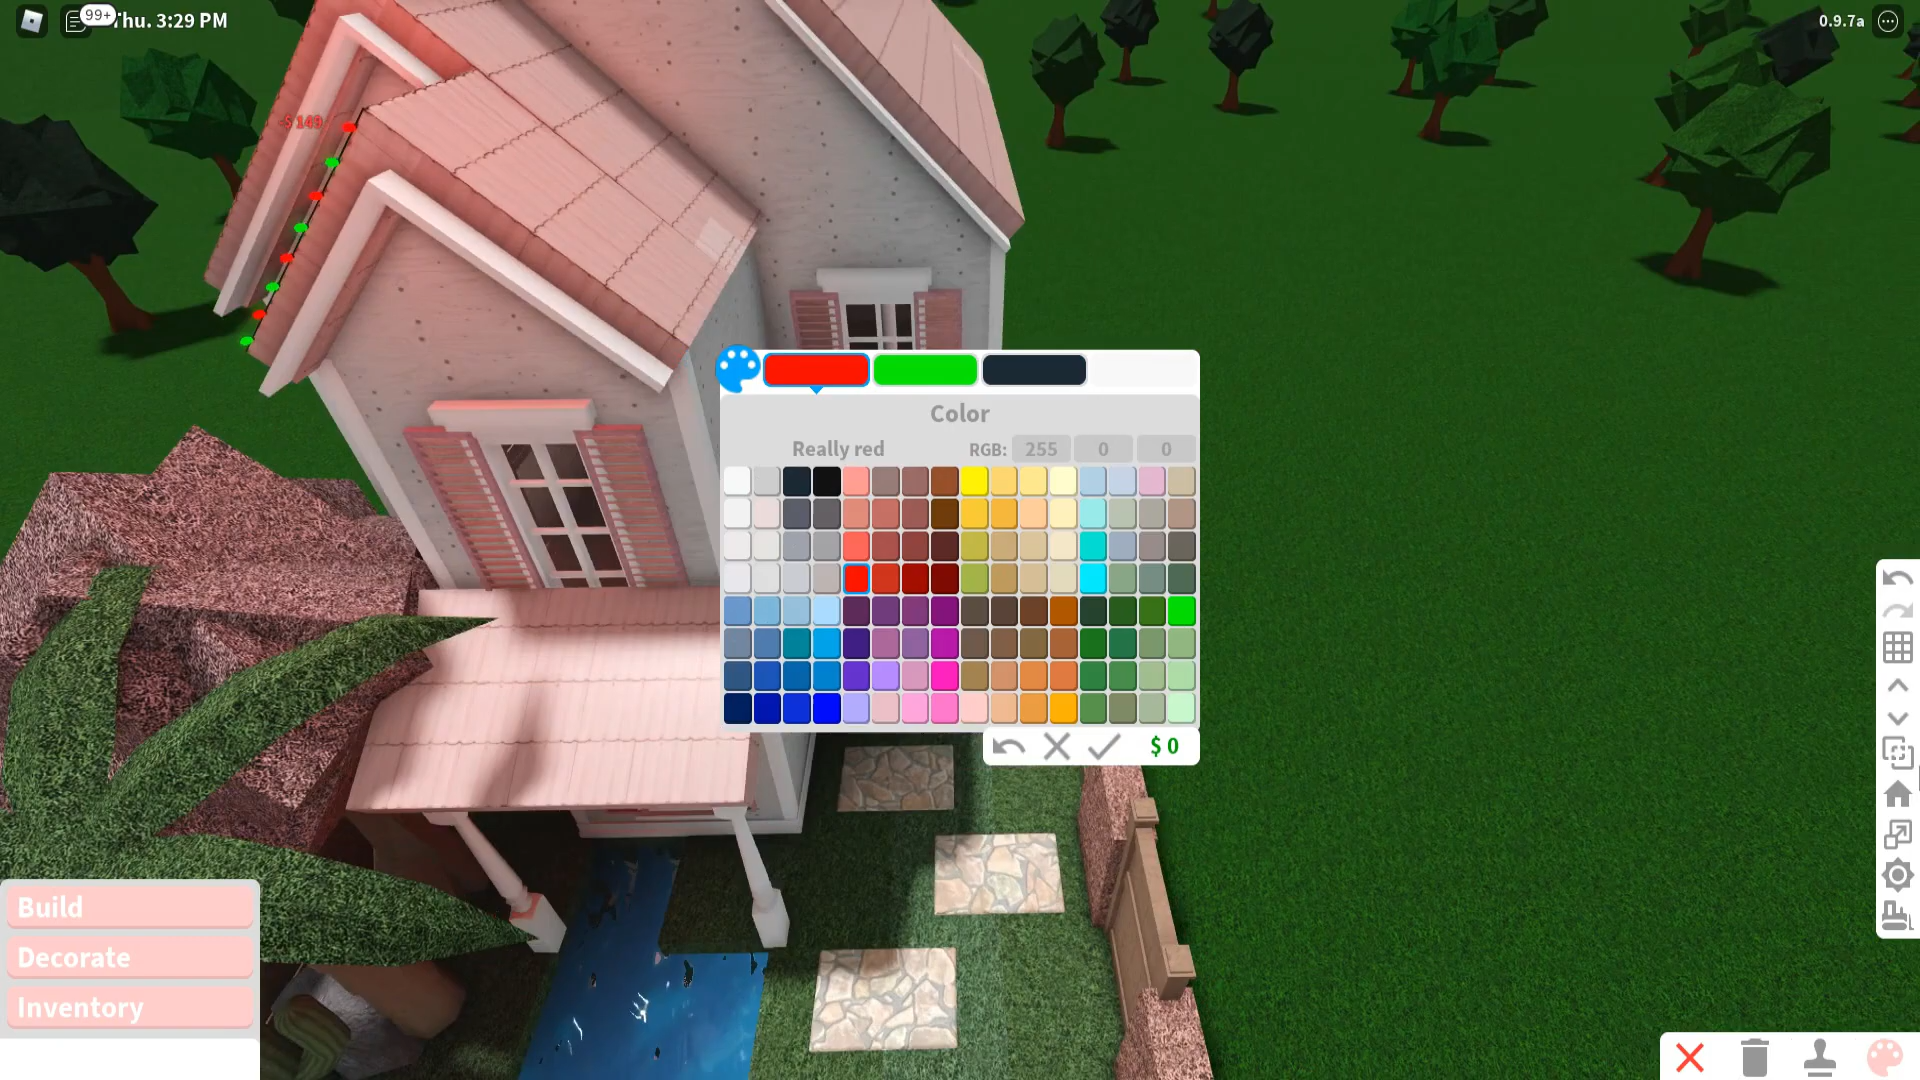 99+
Thu. 3:29 PM
0.9.7a
-$ 149
Color
Really red RGB: 255 0 0
$ 0
Build
Decorate
Inventory